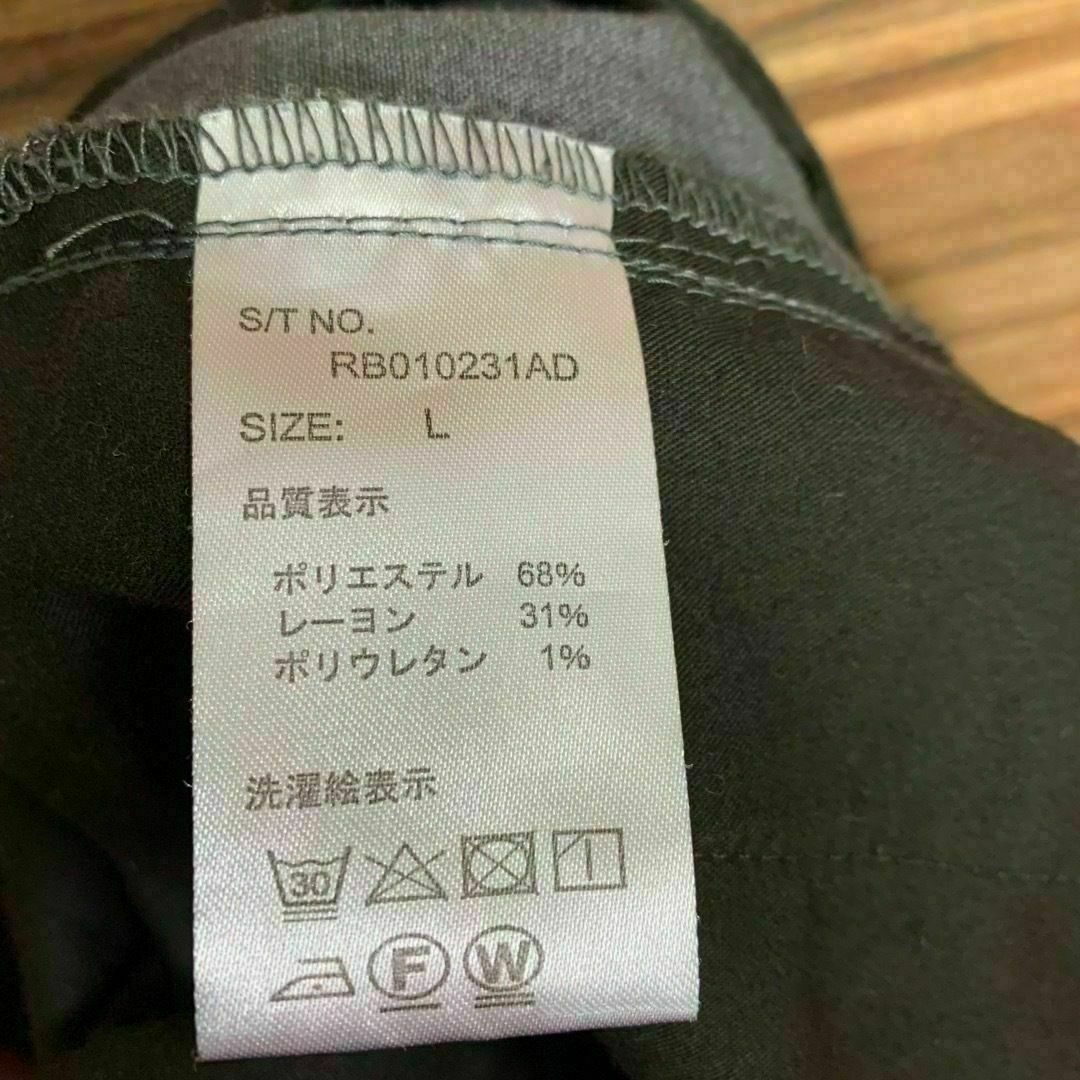 S/T NO.
RB010231AD
SIZE: L
品質表示
ポリエステル 68%
レーヨン 31%
ポリウレタン 1%
洗濯絵表示
30
F W